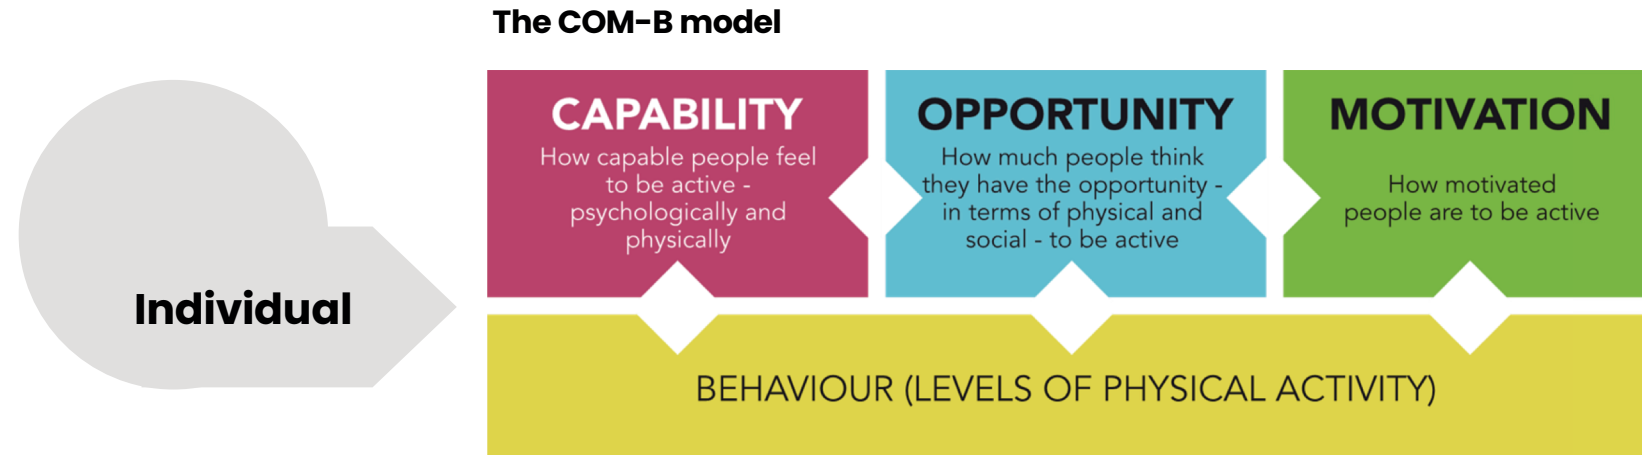 The COM-B model
Individual
CAPABILITY
How capable people feel
to be active -
psychologically and
physically
OPPORTUNITY
How much people think
they have the opportunity -
in terms of physical and
social - to be active
MOTIVATION
How motivated
people are to be active
BEHAVIOUR (LEVELS OF PHYSICAL ACTIVITY)